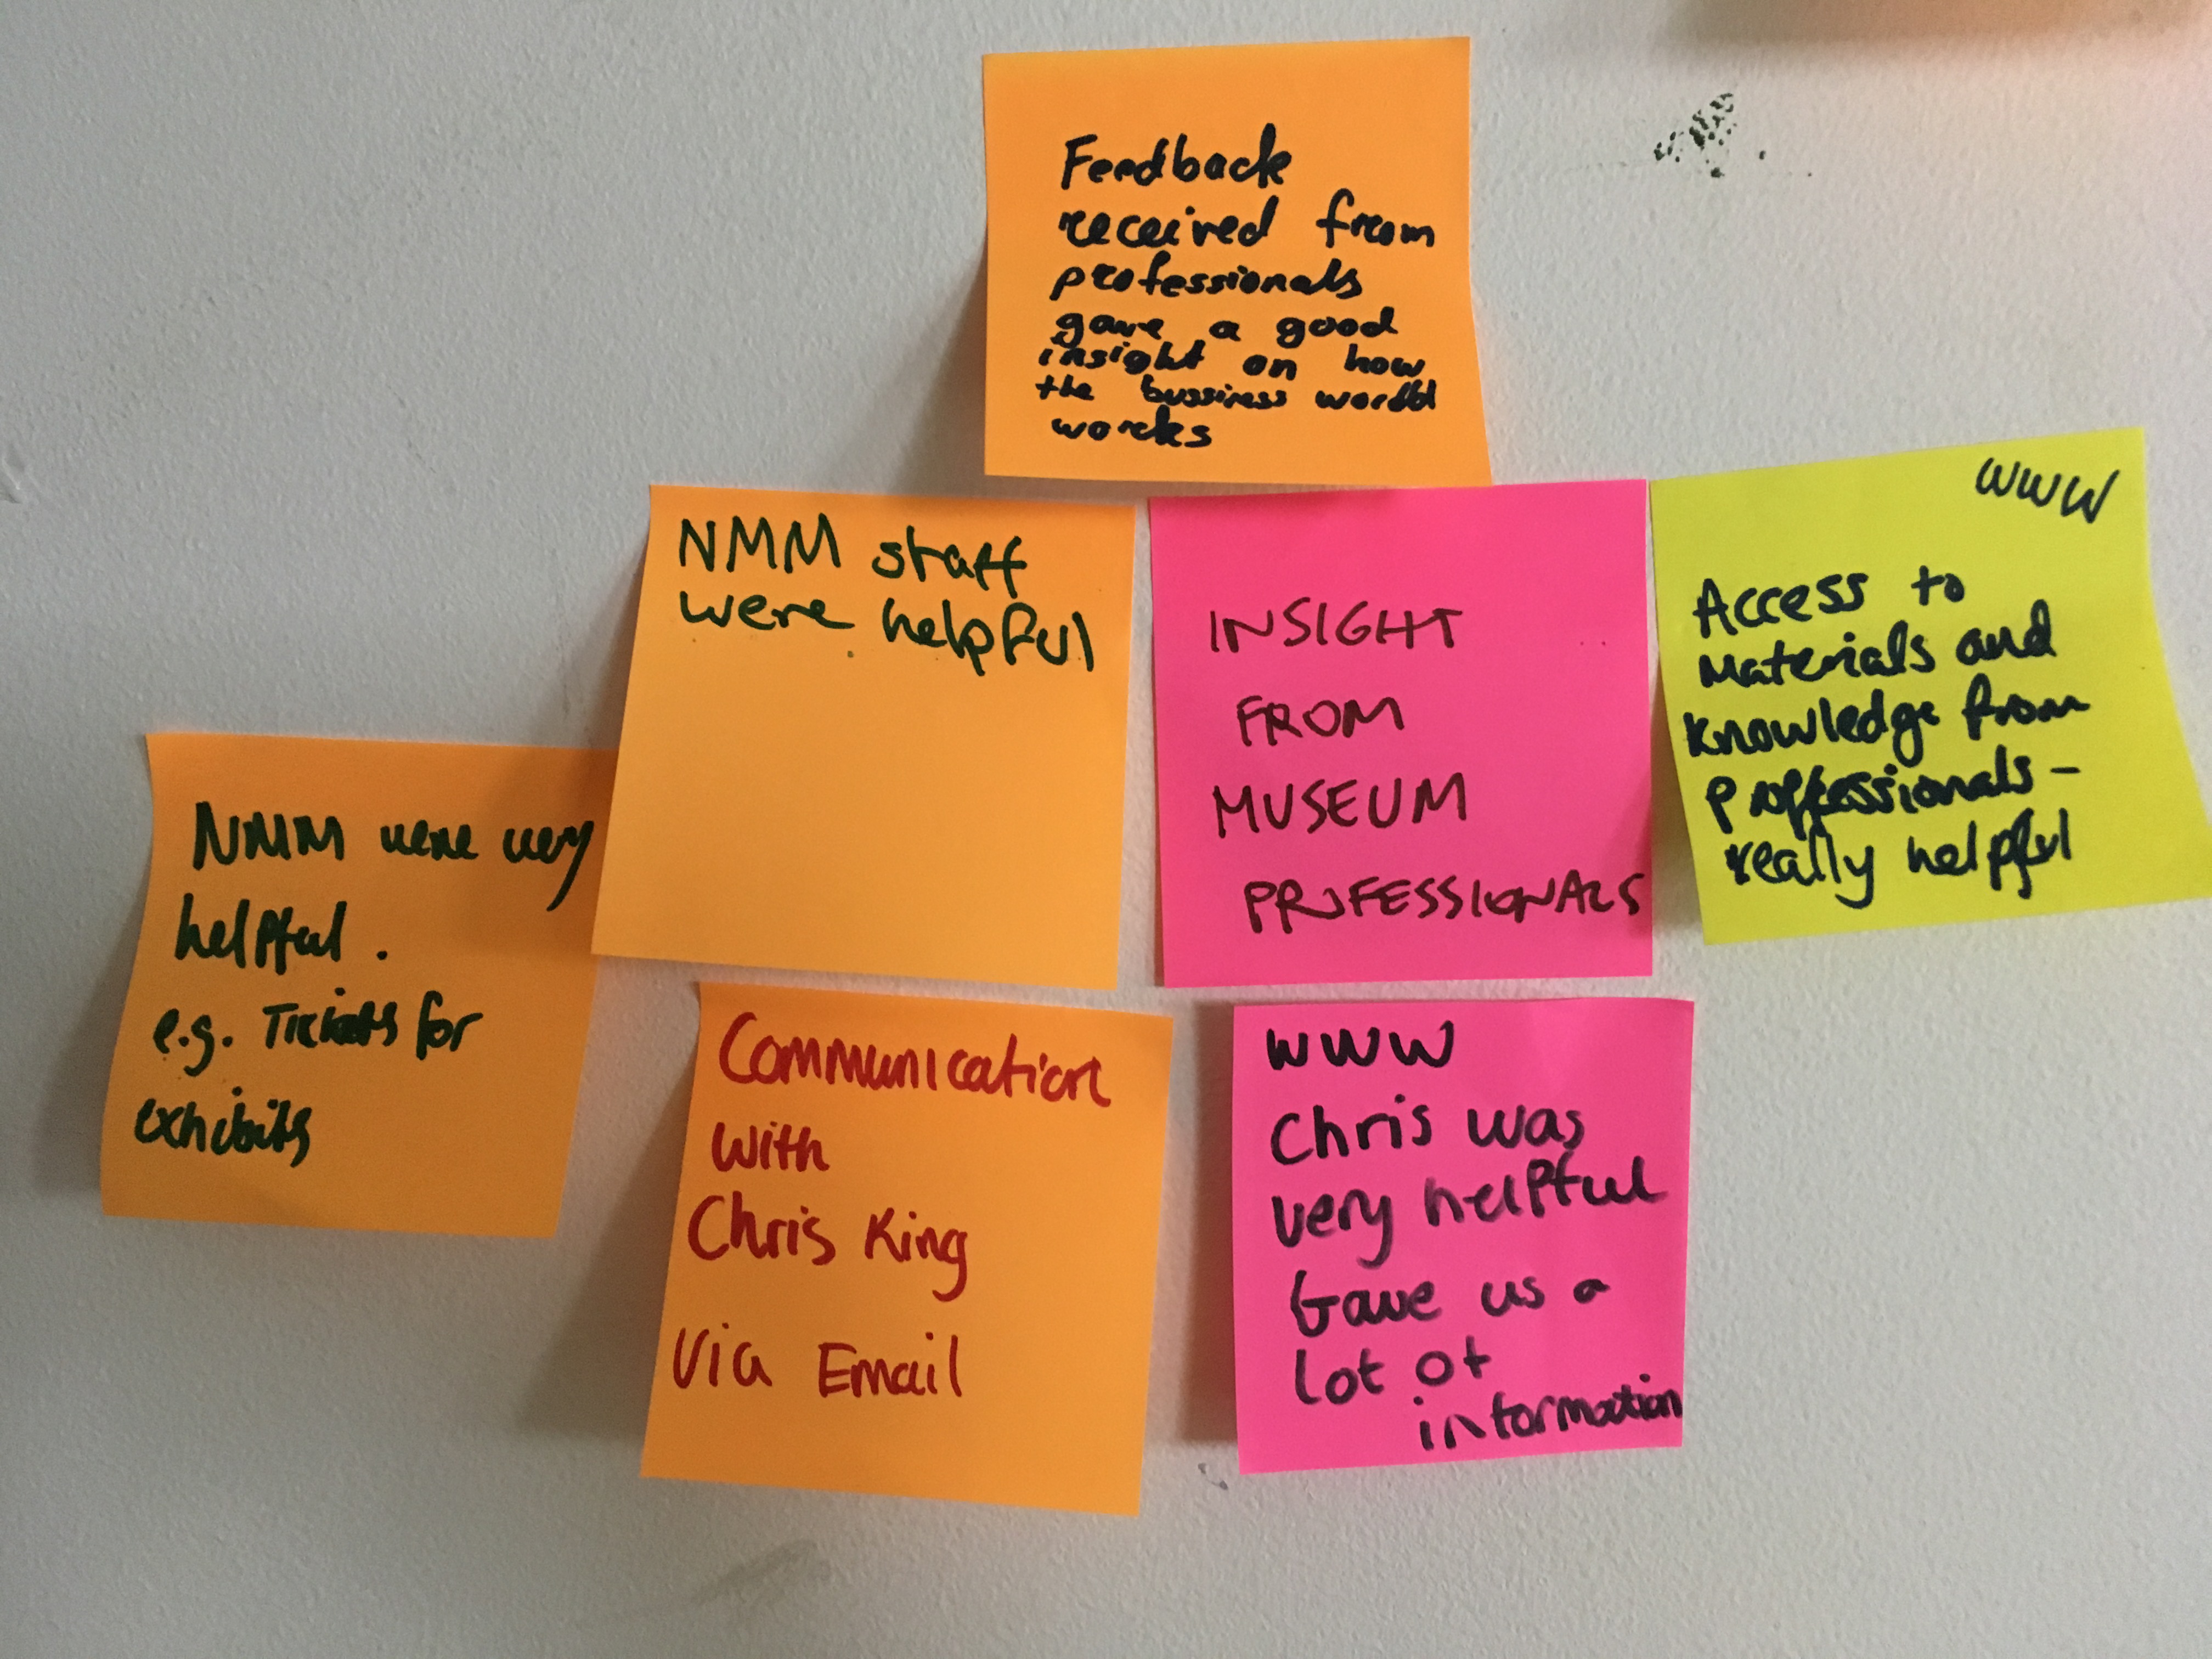 Feedback
received from
professionals
gave a good
insight on how
the bussiness world
works
NMM staff
were helpful
INSIGHT
FROM
MUSEUM
PROFESSIONALS
WWW
Access to
Materials and
knowledge from
proffessionals -
really helpful
NMM were very
helpful.
e.g. Tickets for
exhibits
Communication
with
Chris King
Via Email
WWW
Chris was
very helpful
Gave us a
lot of
information